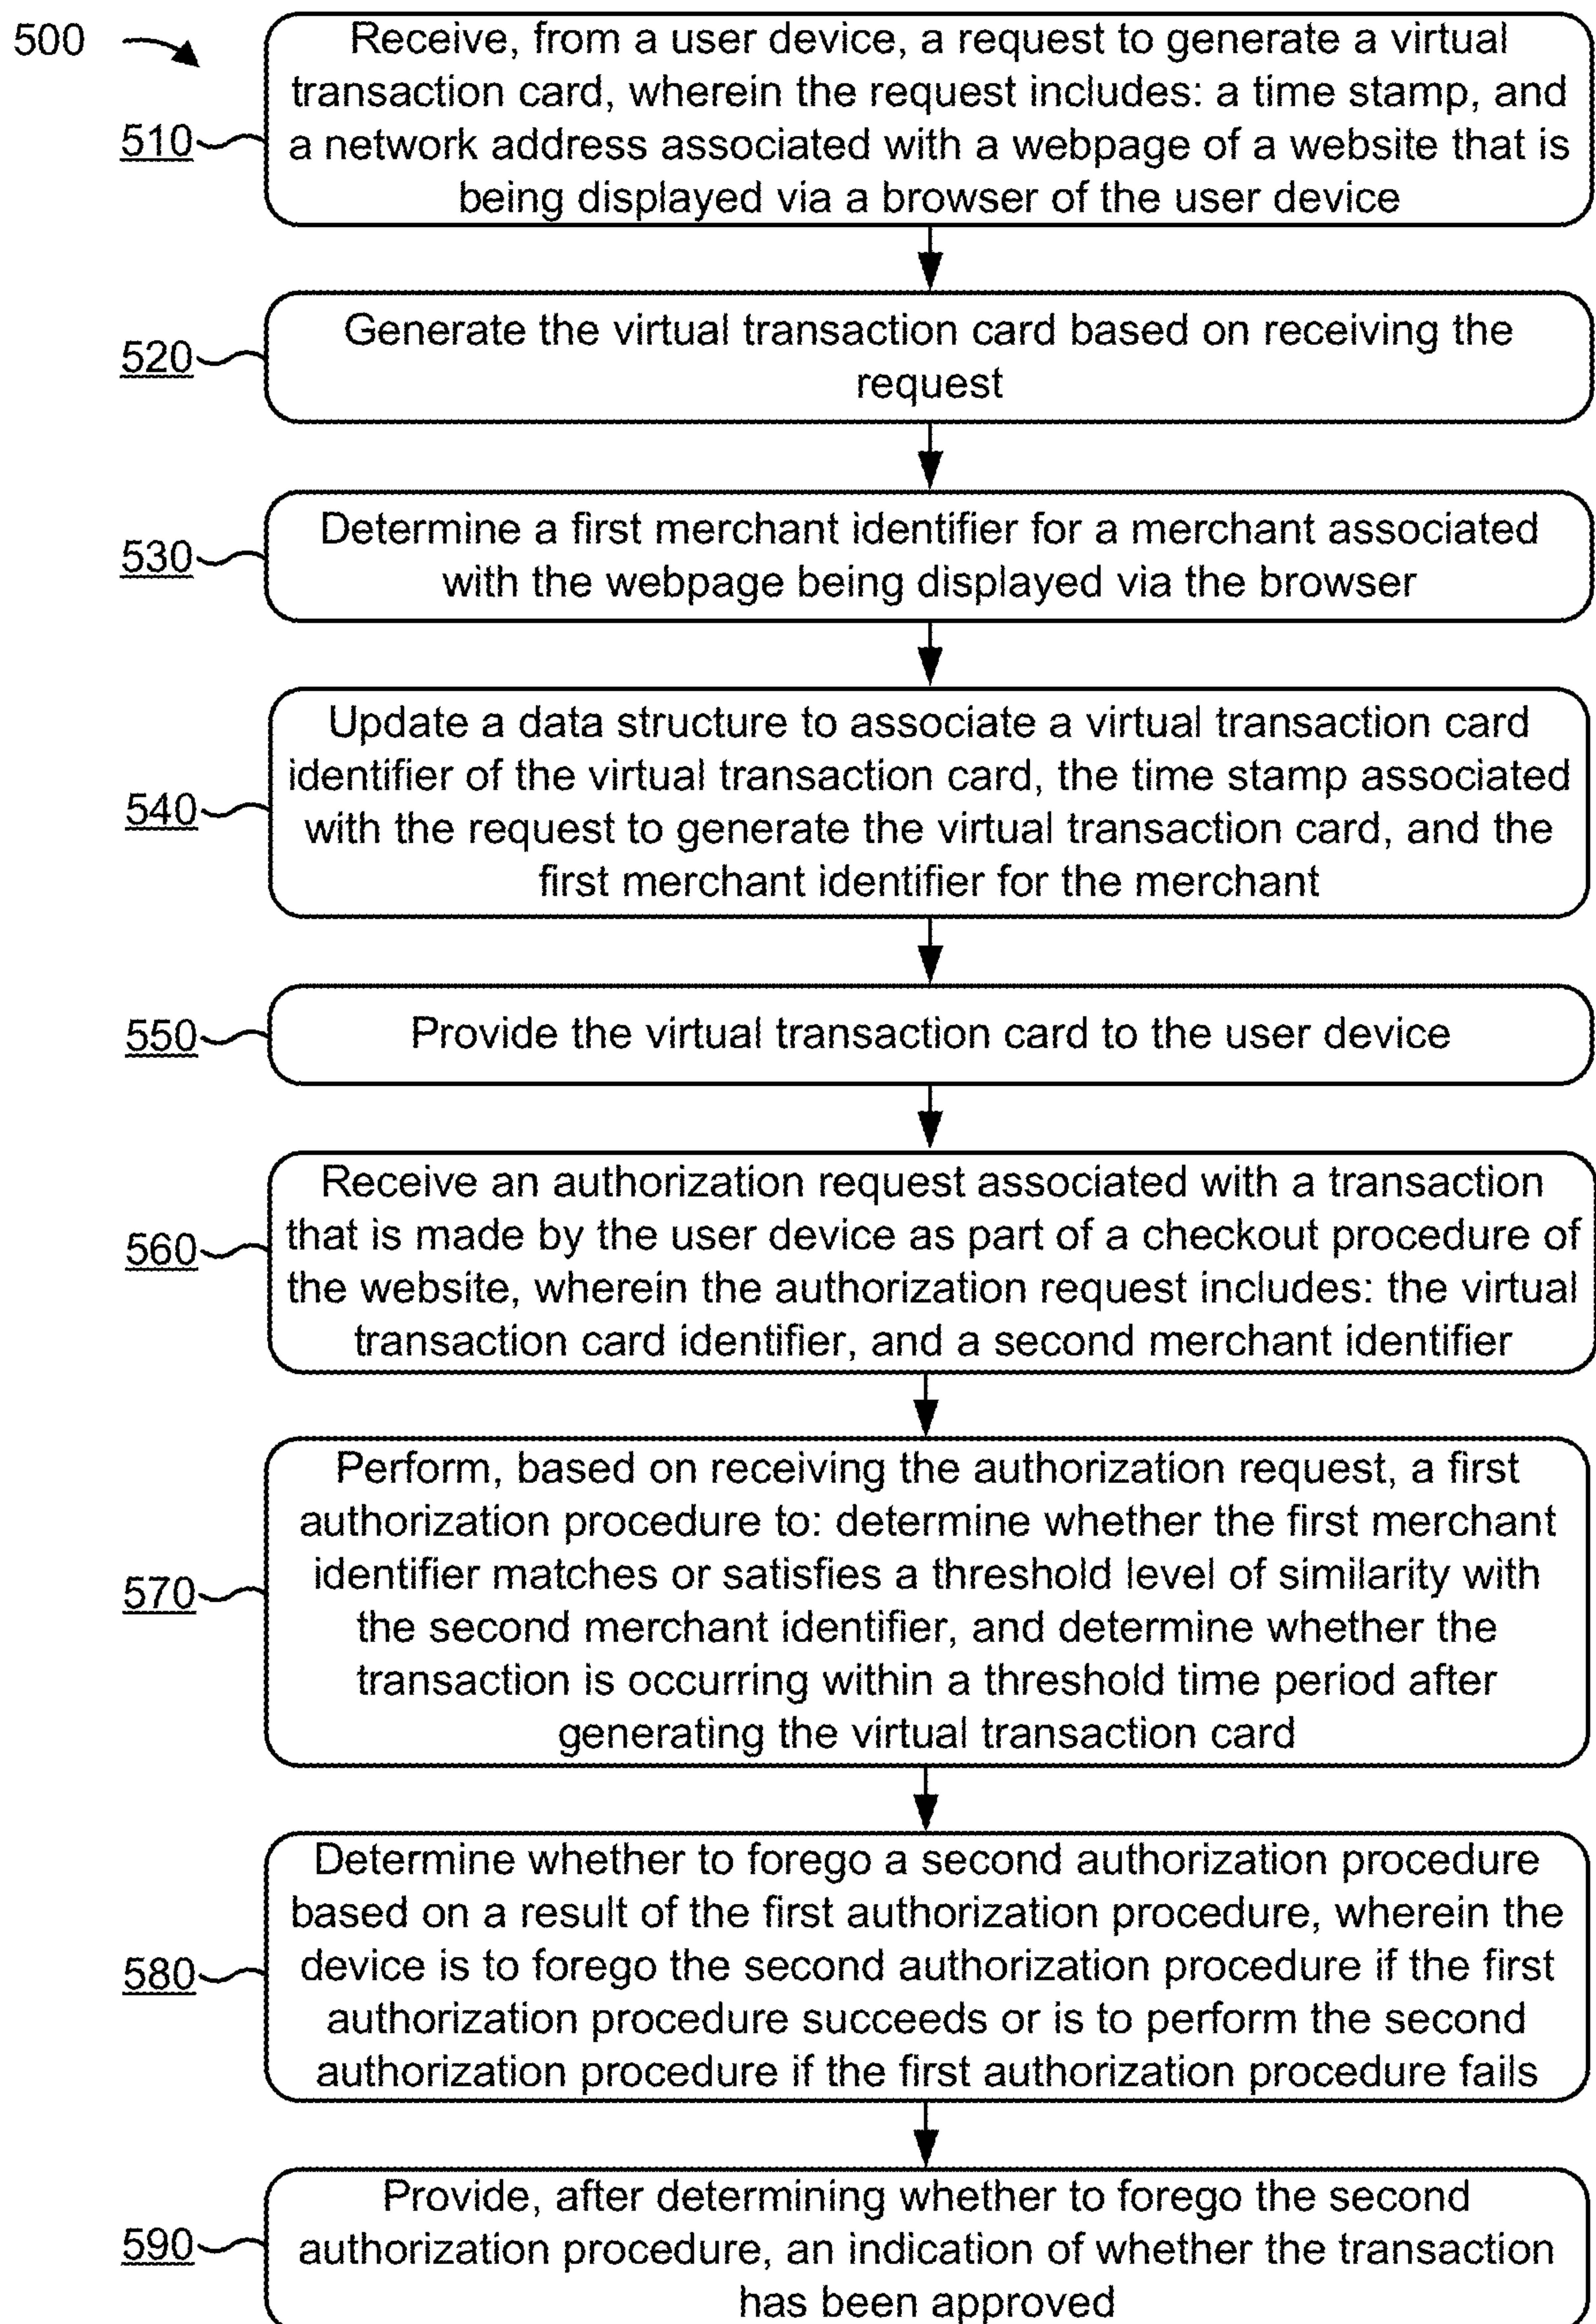 500
Receive, from a user device, a request to generate a virtual
transaction card, wherein the request includes: a time stamp, and
510
a network address associated with a webpage of a website that is
being displayed via a browser of the user device
Generate the virtual transaction card based on receiving the
520
request
Determine a first merchant identifier for a merchant associated
530
with the webpage being displayed via the browser
Update a data structure to associate a virtual transaction card
identifier of the virtual transaction card, the time stamp associated
540
with the request to generate the virtual transaction card, and the
first merchant identifier for the merchant
550
Provide the virtual transaction card to the user device
Receive an authorization request associated with a transaction
that is made by the user device as part of a checkout procedure of
560
the website, wherein the authorization request includes: the virtual
transaction card identifier, and a second merchant identifier
Perform, based on receiving the authorization request, a first
authorization procedure to: determine whether the first merchant
identifier matches or satisfies a threshold level of similarity with
570
the second merchant identifier, and determine whether the
transaction is occurring within a threshold time period after
generating the virtual transaction card
Determine whether to forego a second authorization procedure
based on a result of the first authorization procedure, wherein the
580
device is to forego the second authorization procedure if the first
authorization procedure succeeds or is to perform the second
authorization procedure if the first authorization procedure fails
Provide, after determining whether to forego the second
590
authorization procedure, an indication of whether the transaction
has been approved